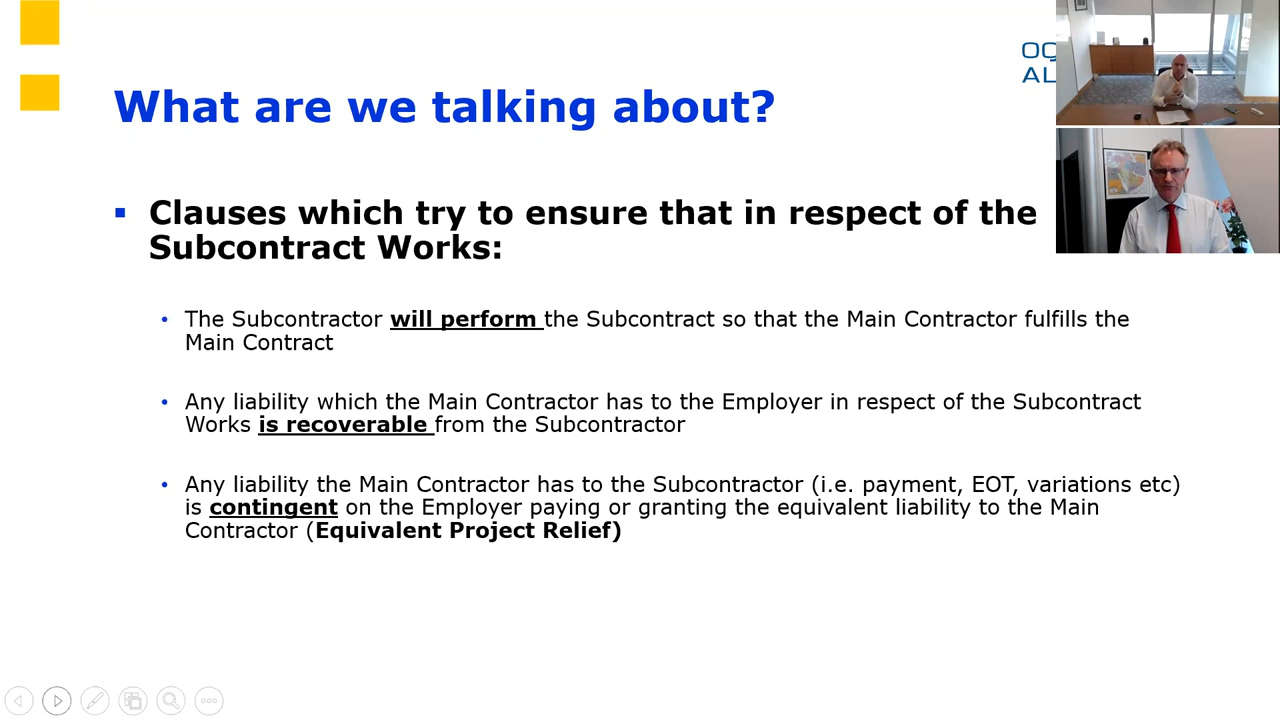 What are we talking about?
OQ
AL
Clauses which try to ensure that in respect of the
Subcontract Works:
The Subcontractor will perform the Subcontract so that the Main Contractor fulfills the
Main Contract
Any liability which the Main Contractor has to the Employer in respect of the Subcontract
Works is recoverable from the Subcontractor
Any liability the Main Contractor has to the Subcontractor (i.e. payment, EOT, variations etc)
is contingent on the Employer paying or granting the equivalent liability to the Main
Contractor (Equivalent Project Relief)